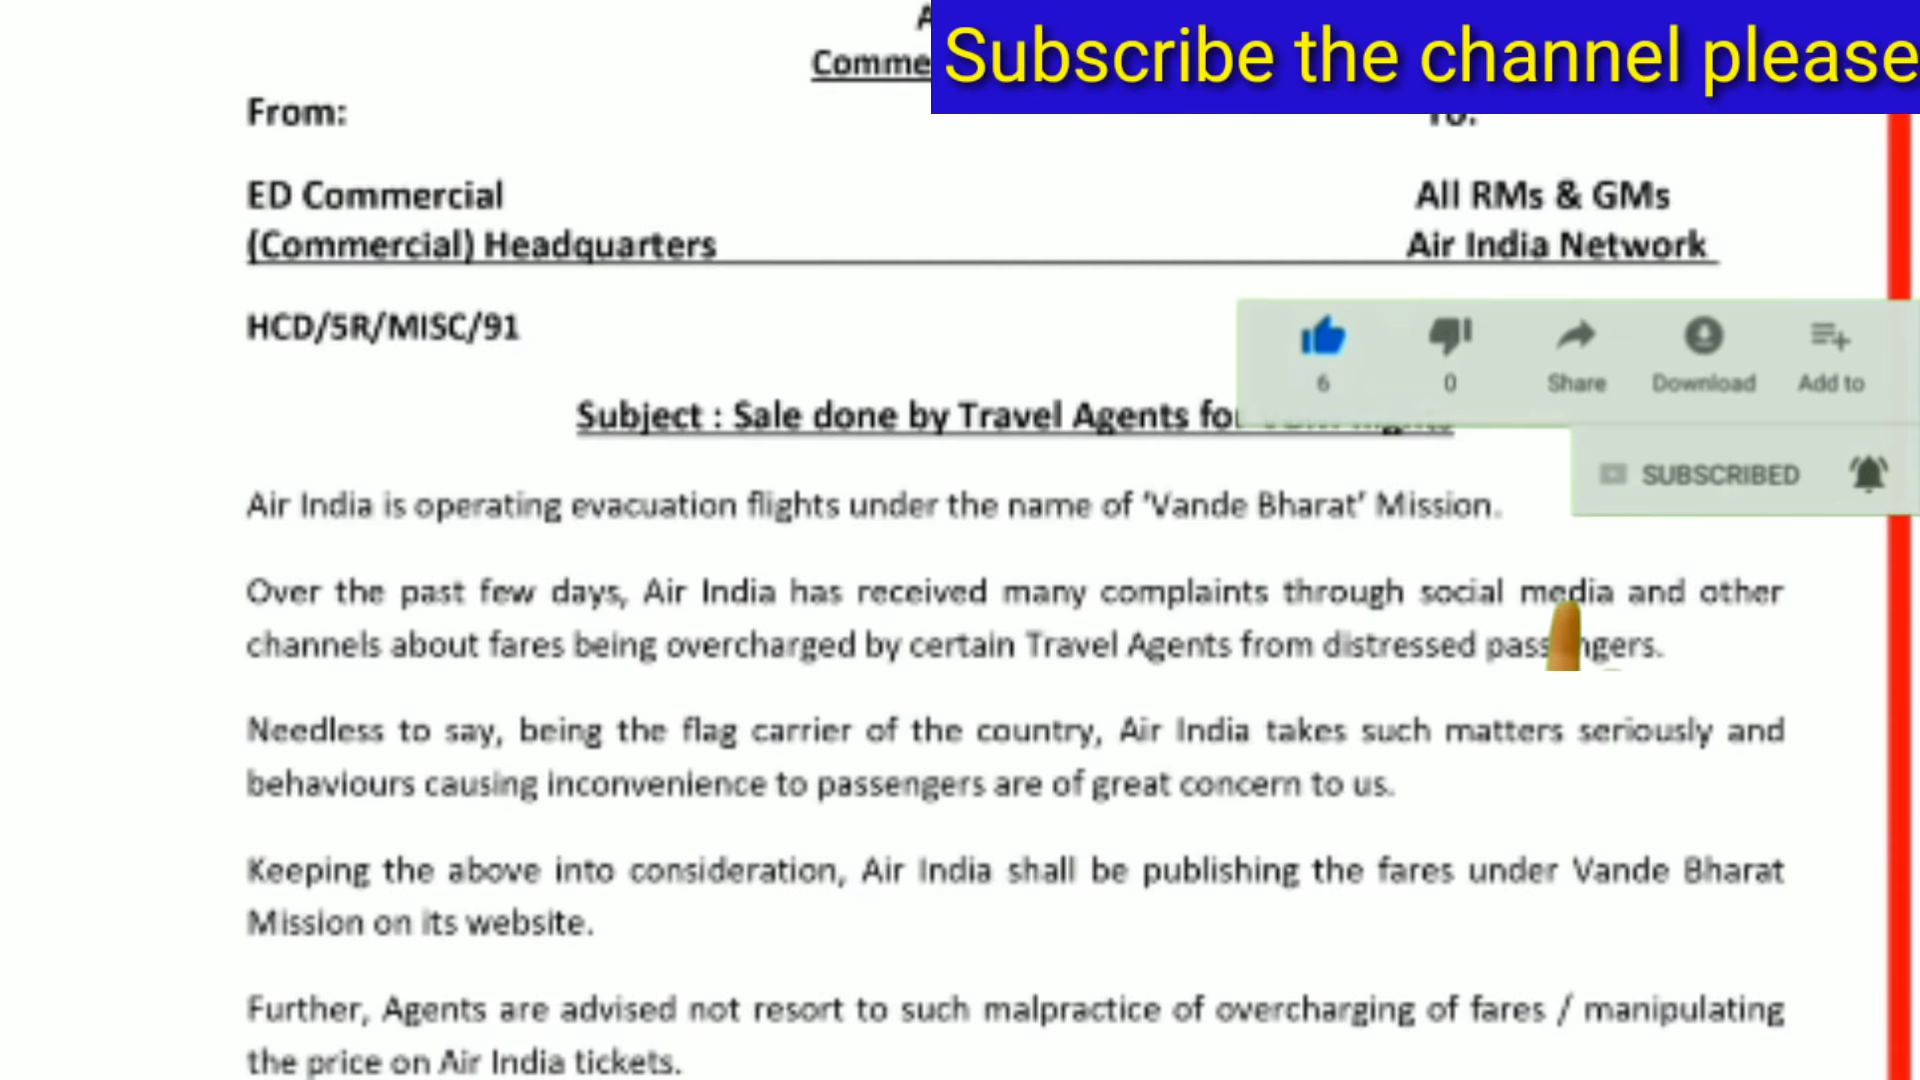 Subscribe the channel please
Comme
From:
To:
ED Commercial
All RMs & GMs
(Commercial) Headquarters
Air India Network
HCD/5R/MISC/91
6
0
Share
Download
Add to
Subject : Sale done by Travel Agents for
SUBSCRIBED
Air India is operating evacuation flights under the name of 'Vande Bharat' Mission.
Over the past few days, Air India has received many complaints through social media and other
channels about fares being overcharged by certain Travel Agents from distressed passengers.
Needless to say, being the flag carrier of the country, Air India takes such matters seriously and
behaviours causing inconvenience to passengers are of great concern to us.
Keeping the above into consideration, Air India shall be publishing the fares under Vande Bharat
Mission on its website.
Further, Agents are advised not resort to such malpractice of overcharging of fares / manipulating
the price on Air India tickets.